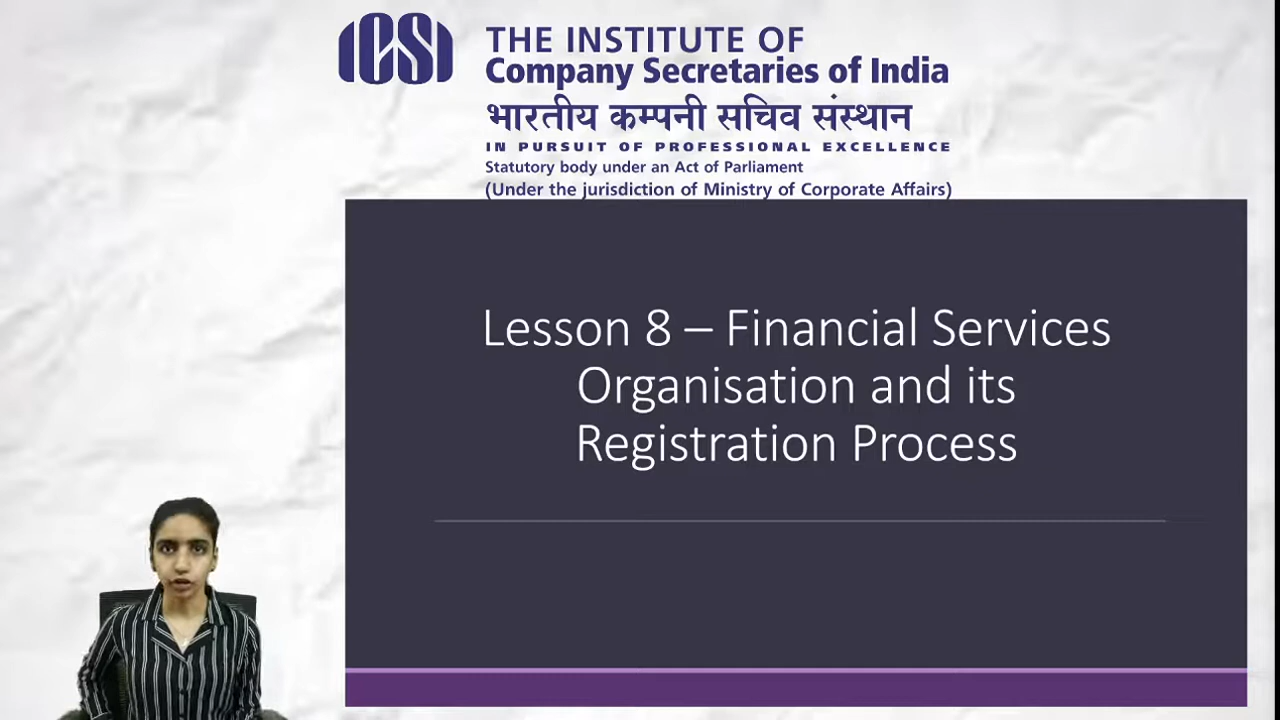 ICSI
THE INSTITUTE OF
Company Secretaries of India
भारतीय कम्पनी सचिव संस्थान
IN PURSUIT OF PROFESSIONAL EXCELLENCE
Statutory body under an Act of Parliament
(Under the jurisdiction of Ministry of Corporate Affairs)
Lesson 8 – Financial Services
Organisation and its
Registration Process